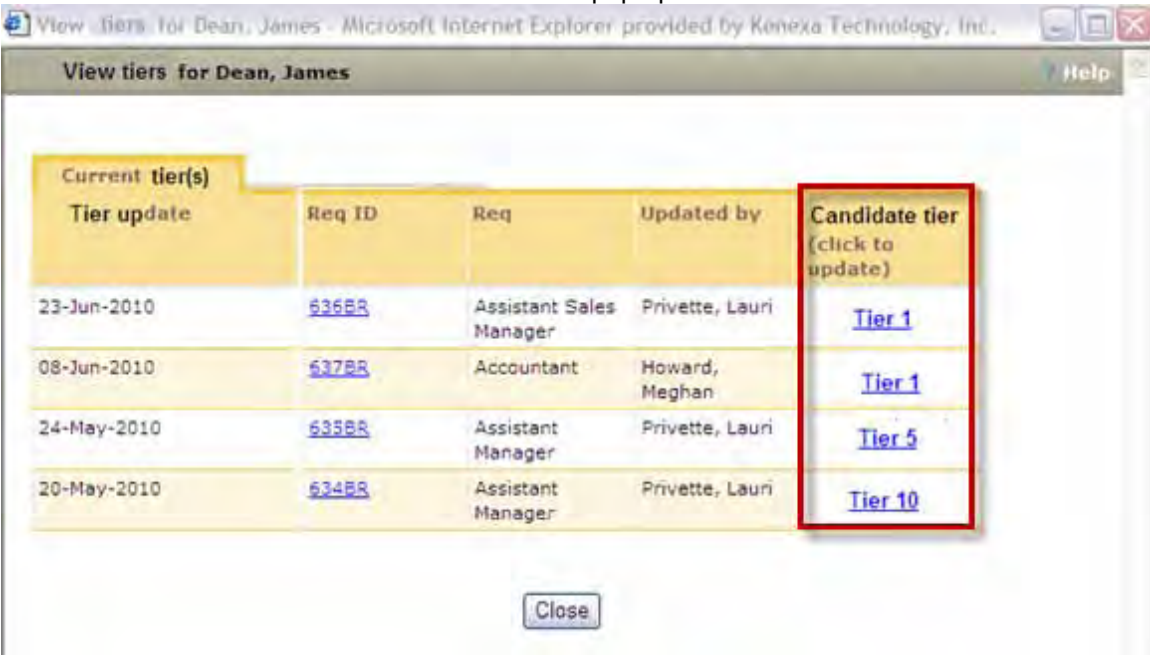 View tiers for Dean, James - Microsoft Internet Explorer provided by Kenexa Technology, Inc.
View tiers for Dean, James
? Help
Current tier(s)
Tier update Req ID Req Updated by Candidate tier
(click to
update)
23-Jun-2010 636BR Assistant Sales Privette, Lauri Tier 1
Manager
08-Jun-2010 637BR Accountant Howard, Tier 1
Meghan
24-May-2010 635BR Assistant Privette, Lauri Tier 5
Manager
20-May-2010 634BR Assistant Privette, Lauri Tier 10
Manager
Close